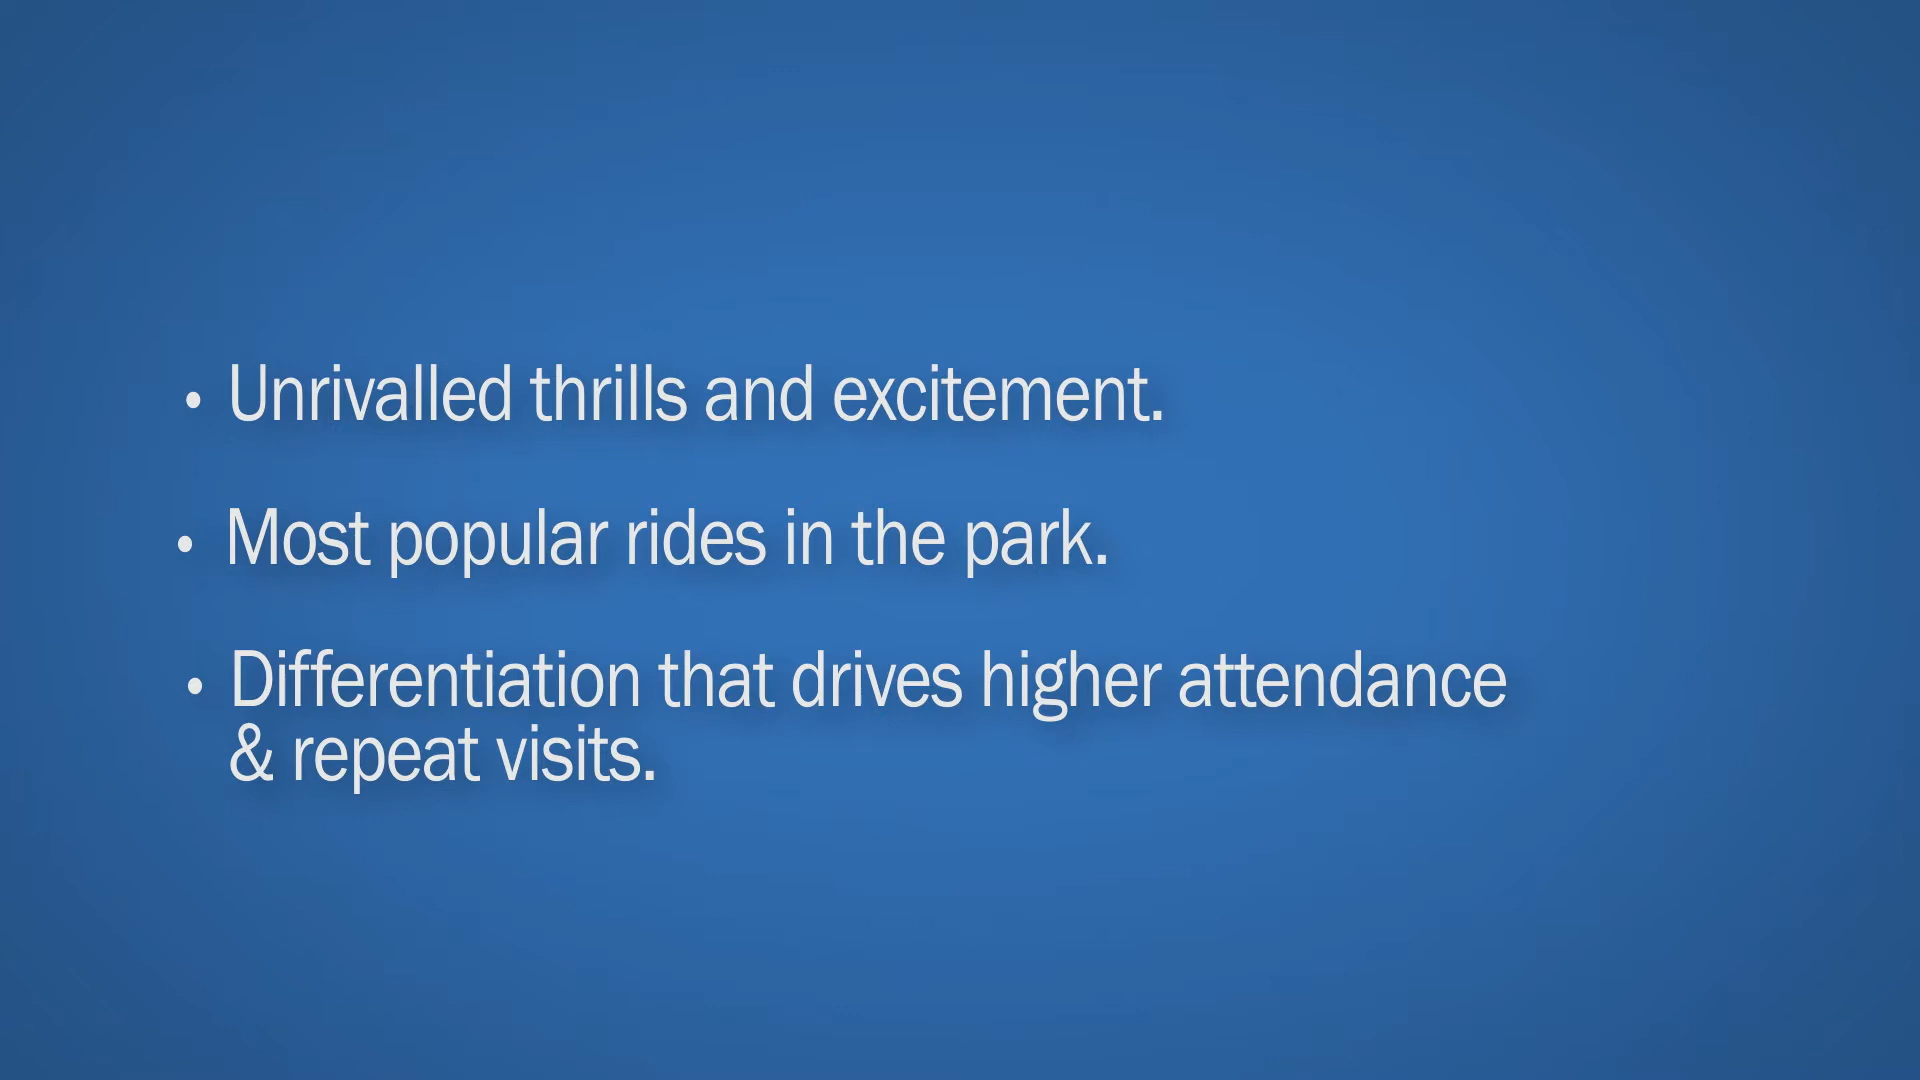 • Unrivalled thrills and excitement.
• Most popular rides in the park.
• Differentiation that drives higher attendance
& repeat visits.